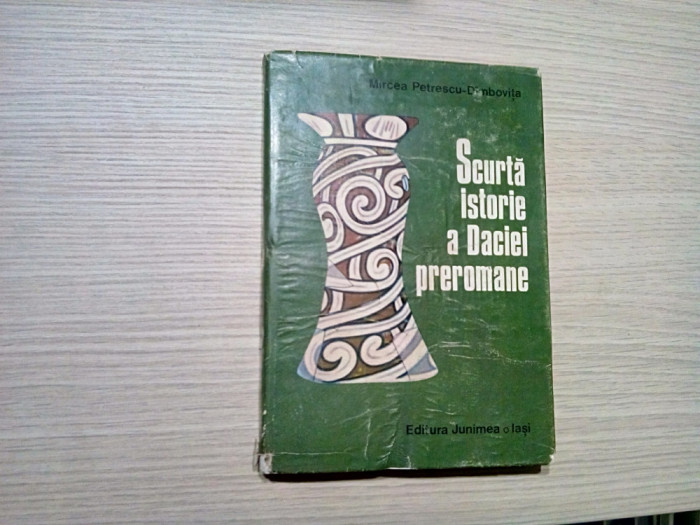 Mircea Petrescu-Dîmbovița
Scurtă
istorie
a Daciei
preromane
Editura Junimea Iași